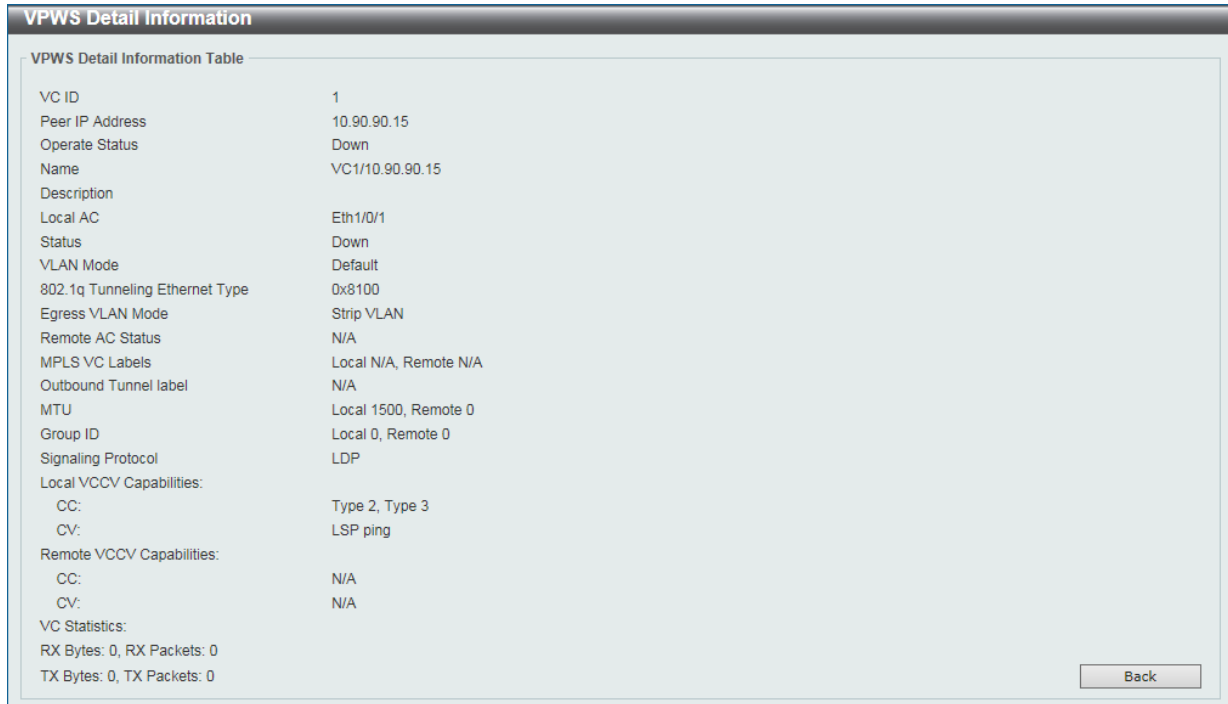 VPWS Detail Information
VPWS Detail Information Table
VC ID 1
Peer IP Address 10.90.90.15
Operate Status Down
Name VC1/10.90.90.15
Description
Local AC Eth1/0/1
Status Down
VLAN Mode Default
802.1q Tunneling Ethernet Type 0x8100
Egress VLAN Mode Strip VLAN
Remote AC Status N/A
MPLS VC Labels Local N/A, Remote N/A
Outbound Tunnel label N/A
MTU Local 1500, Remote 0
Group ID Local 0, Remote 0
Signaling Protocol LDP
Local VCCV Capabilities:
CC: Type 2, Type 3
CV: LSP ping
Remote VCCV Capabilities:
CC: N/A
CV: N/A
VC Statistics:
RX Bytes: 0, RX Packets: 0
TX Bytes: 0, TX Packets: 0
Back